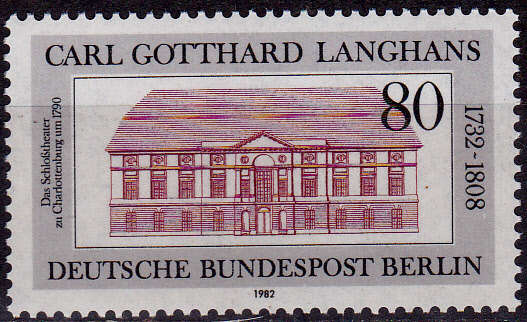 CARL GOTTHARD LANGHANS
80
1732-1808
Das Schloßtheater
zu Charlottenburg um 1790
DEUTSCHE BUNDESPOST BERLIN
1982